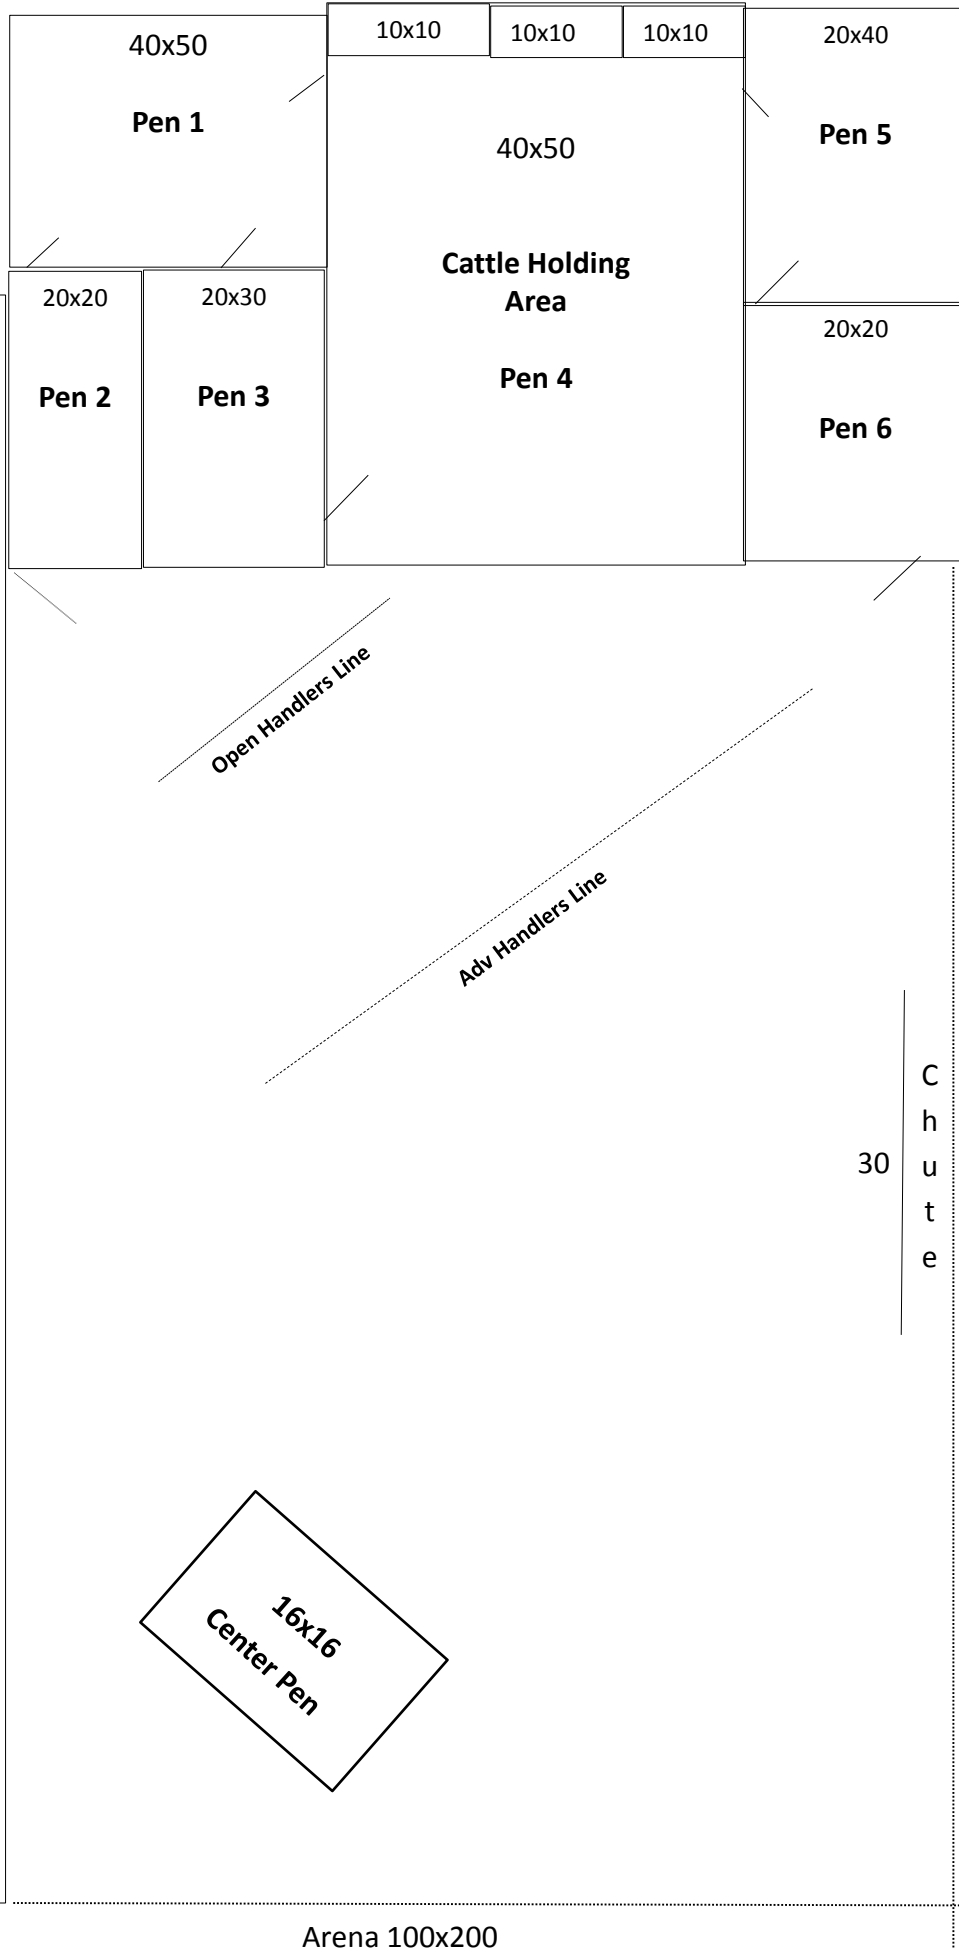 40x50
Pen 1
10x10
10x10
10x10
20x40
Pen 5
40x50
Cattle Holding
Area
Pen 4
20x20
Pen 2
20x30
Pen 3
20x20
Pen 6
Open Handlers Line
Adv Handlers Line
30
Chute
16x16
Center Pen
Arena 100x200